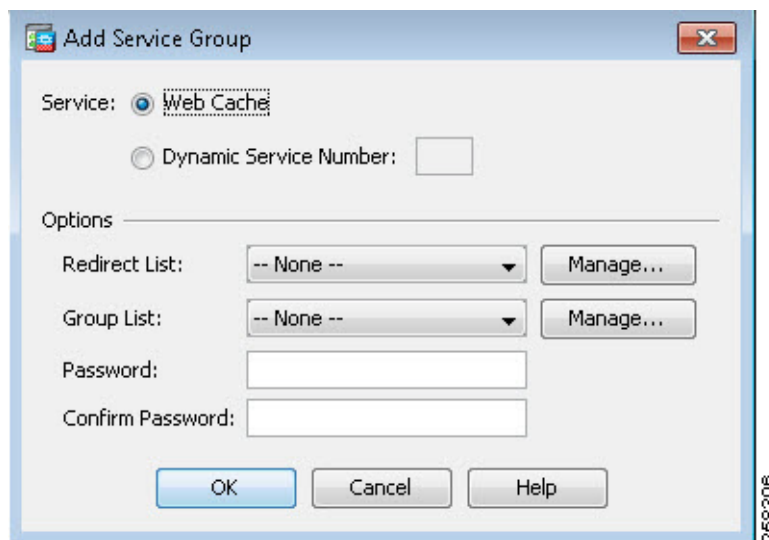 Add Service Group
Service: Web Cache
Dynamic Service Number:
Options
Redirect List: -- None -- Manage...
Group List: -- None -- Manage...
Password:
Confirm Password:
OK Cancel Help